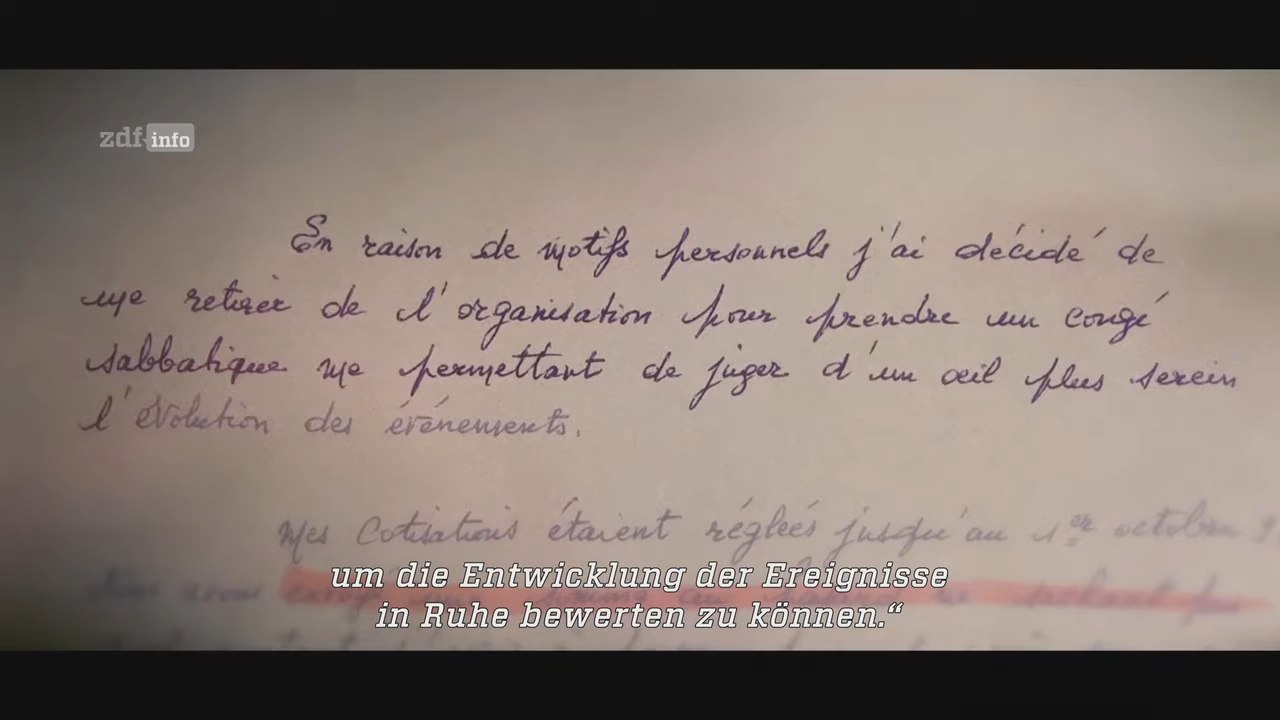 zdf info
En raison de motifs personnels j'ai décidé de
me retirer de l'organisation pour prendre un congé
sabbatique me permettant de juger d'un œil plus serein
l'évolution des événements.
Mes cotisations étaient réglées jusqu'au 1er octobre
um die Entwicklung der Ereignisse
in Ruhe bewerten zu können.“